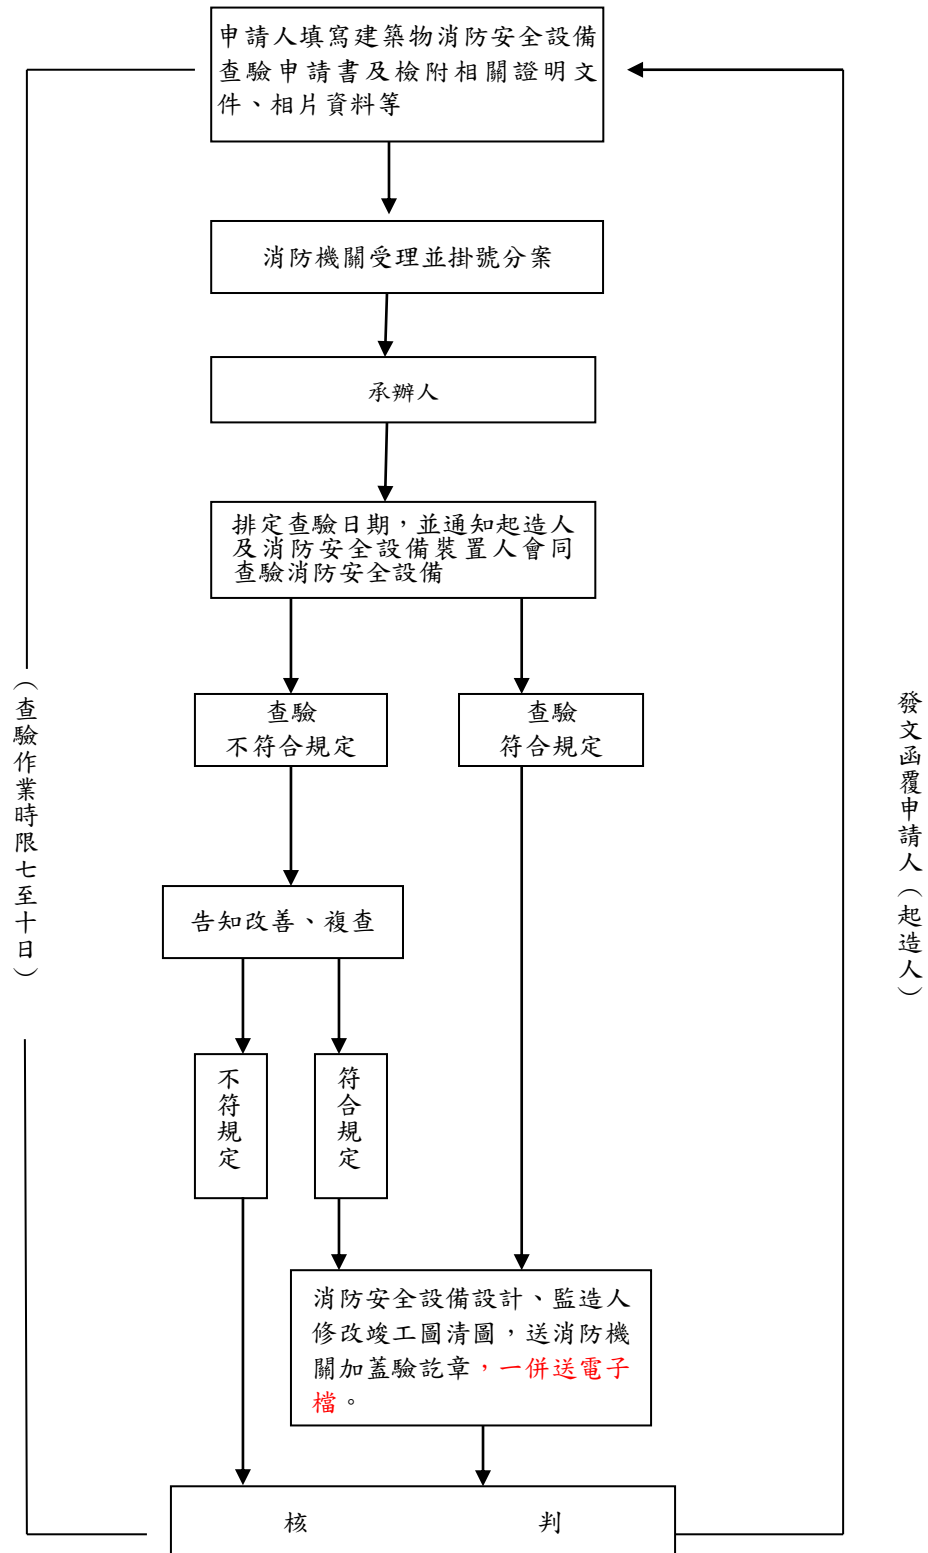 申請人填寫建築物消防安全設備
查驗申請書及檢附相關證明文
件、相片資料等
消防機關受理並掛號分案
承辦人
排定查驗日期，並通知起造人
及消防安全設備裝置人會同
查驗消防安全設備
查驗
不符合規定
查驗
符合規定
（查驗作業時限七至十日）
發文函覆申請人（起造人）
告知改善、複查
不符規定
符合規定
消防安全設備設計、監造人
修改竣工圖清圖，送消防機
關加蓋驗訖章，一併送電子
檔。
核 判